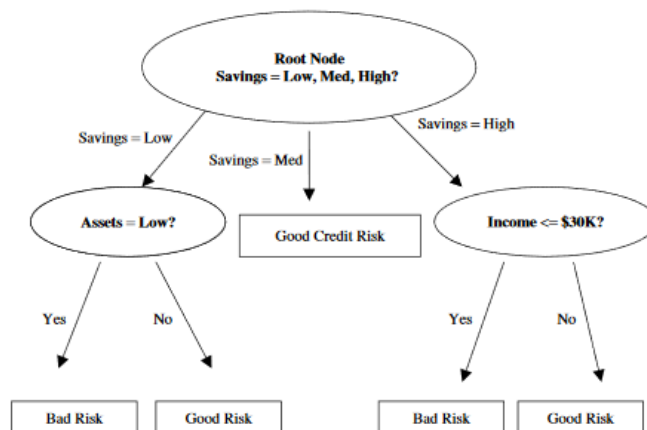 Root Node
Savings = Low, Med, High?
Savings = Low
Savings = Med
Savings = High
Assets = Low?
Good Credit Risk
Income <= $30K?
Yes
No
Yes
No
Bad Risk
Good Risk
Bad Risk
Good Risk